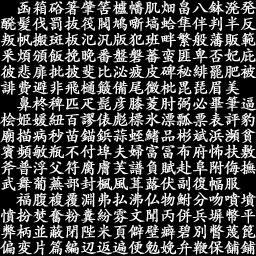 函箱硲箸肇筈櫨幡肌畑畠八鉢溌発
醗髪伐罰抜筏閥鳩噺塙蛤隼伴判半反
叛帆搬斑板氾汎版犯班畔繁般藩販範
釆煩頒飯挽晩番盤磐蕃蛮匪卑否妃庇
彼悲扉批披斐比泌疲皮碑秘緋罷肥被
誹費避非飛樋簸備尾微枇毘琵眉美
鼻柊稗匹疋髭彦膝菱肘弼必畢筆逼
桧姫媛紐百謬俵彪標氷漂瓢票表評豹
廟描病秒苗錨鋲蒜蛭鰭品彬斌浜瀕貧
賓頻敏瓶不付埠夫婦富冨布府怖扶敷
斧普浮父符腐膚芙譜負賦赴阜附侮撫
武舞葡蕪部封楓風葺蕗伏副復幅服
福腹複覆淵弗払沸仏物鮒分吻噴墳
憤扮焚奮粉糞紛雰文聞丙併兵塀幣平
弊柄並蔽閉陛米頁僻壁癖碧別瞥蔑箆
偏変片篇編辺返遍便勉娩弁鞭保舗鋪